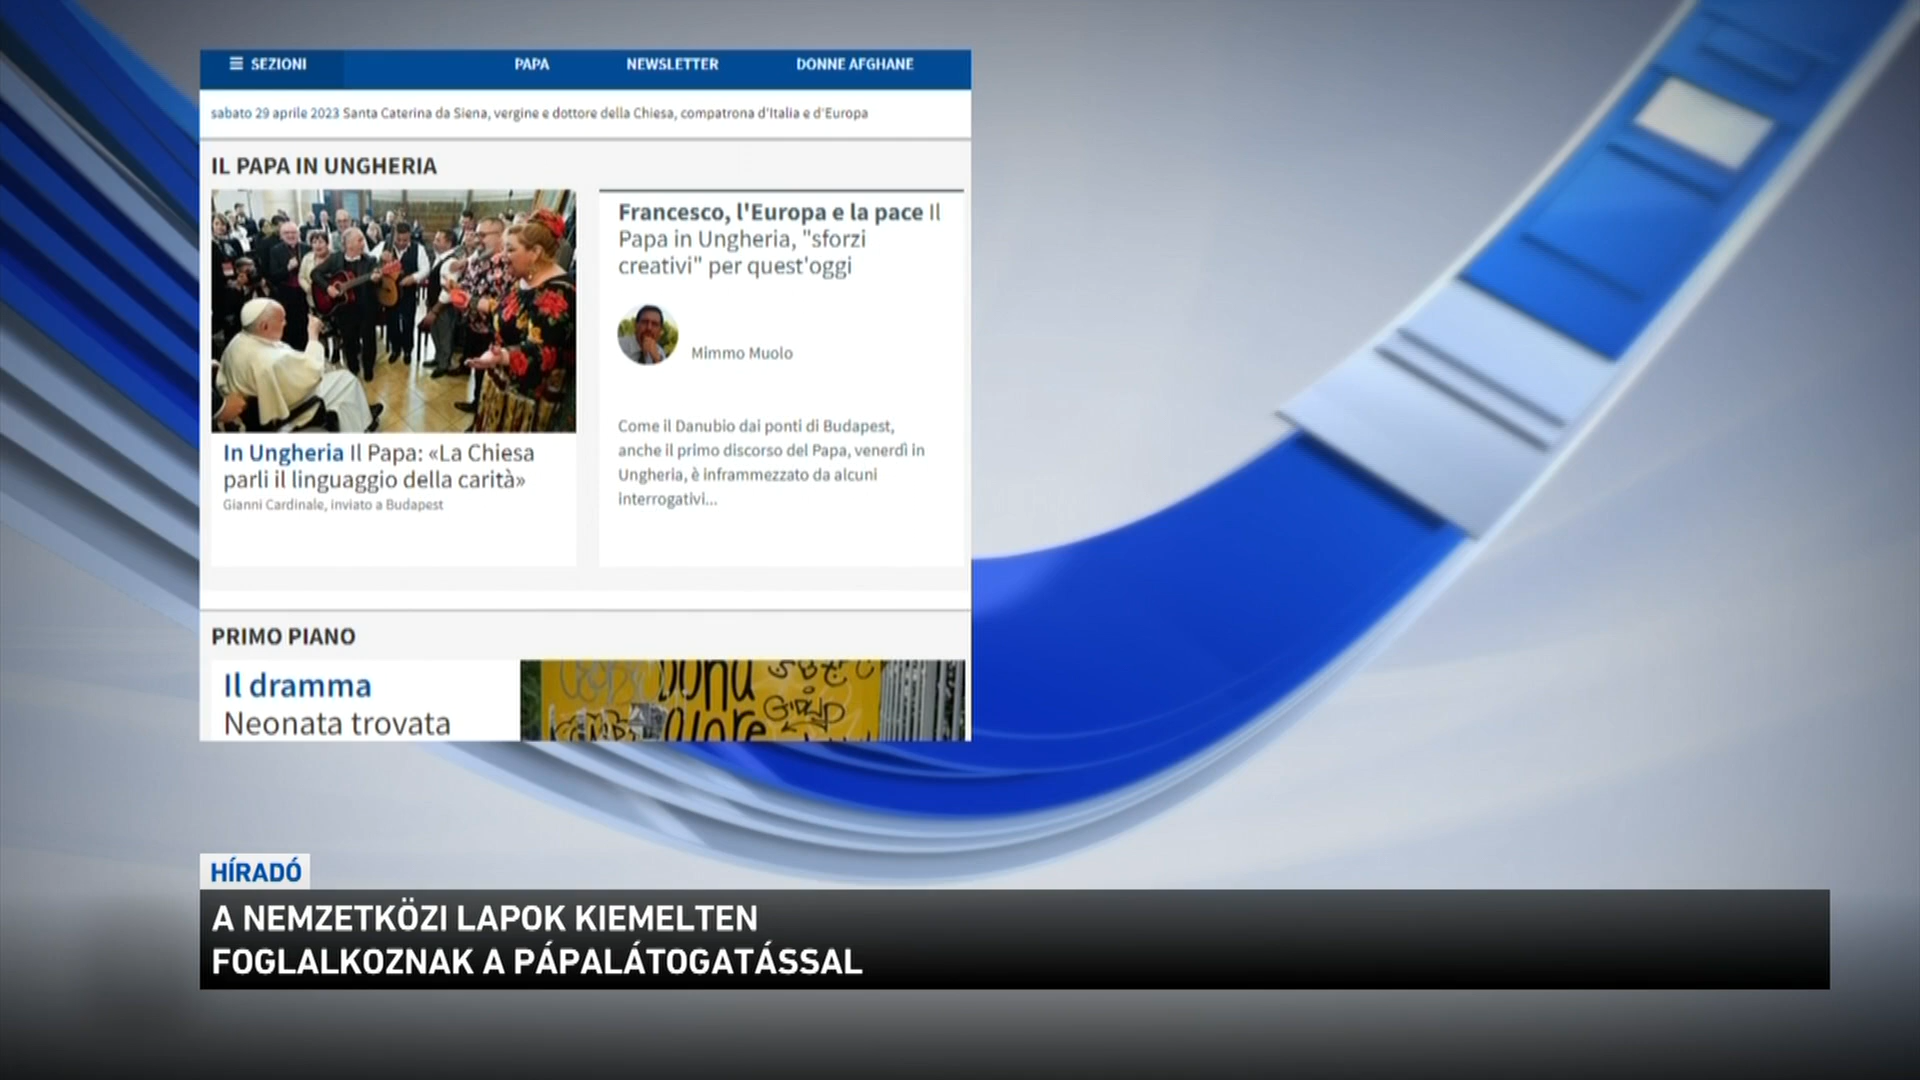 SEZIONI PAPA NEWSLETTER DONNE AFGHANE
sabato 29 aprile 2023 Santa Caterina da Siena, vergine e dottore della Chiesa, compatrona d'Italia e d'Europa
IL PAPA IN UNGHERIA
In Ungheria Il Papa: «La Chiesa
parli il linguaggio della carità»
Gianni Cardinale, inviato a Budapest
Francesco, l'Europa e la pace Il
Papa in Ungheria, "sforzi
creativi" per quest'oggi
Mimmo Muolo
Come il Danubio dai ponti di Budapest,
anche il primo discorso del Papa, venerdì in
Ungheria, è inframmezzato da alcuni
interrogativi...
PRIMO PIANO
Il dramma
Neonata trovata
HÍRADÓ
A NEMZETKÖZI LAPOK KIEMELTEN
FOGLALKOZNAK A PÁPALÁTOGATÁSSAL